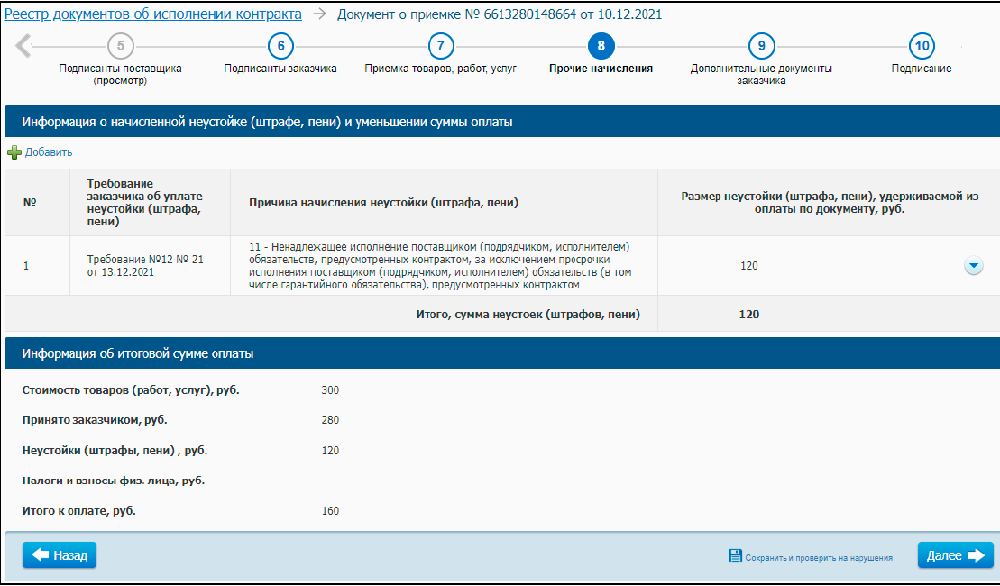 Реестр документов об исполнении контракта → Документ о приемке № 6613280148664 от 10.12.2021
5 6 7 8 9 10
Подписанты поставщика (просмотр)
Подписанты заказчика
Приемка товаров, работ, услуг
Прочие начисления
Дополнительные документы заказчика
Подписание
Информация о начисленной неустойке (штрафе, пени) и уменьшении суммы оплаты
Добавить
№
Требование
заказчика об уплате
неустойки (штрафа,
пени)
Причина начисления неустойки (штрафа, пени)
Размер неустойки (штрафа, пени), удерживаемой из
оплаты по документу, руб.
1
Требование №12 № 21
от 13.12.2021
11 - Ненадлежащее исполнение поставщиком (подрядчиком, исполнителем)
обязательств, предусмотренных контрактом, за исключением просрочки
исполнения поставщиком (подрядчиком, исполнителем) обязательств (в том
числе гарантийного обязательства), предусмотренных контрактом
120
Итого, сумма неустоек (штрафов, пени) 120
Информация об итоговой сумме оплаты
Стоимость товаров (работ, услуг), руб. 300
Принято заказчиком, руб. 280
Неустойки (штрафы, пени) , руб. 120
Налоги и взносы физ. лица, руб. -
Итого к оплате, руб. 160
Назад
Сохранить и проверить на нарушения
Далее